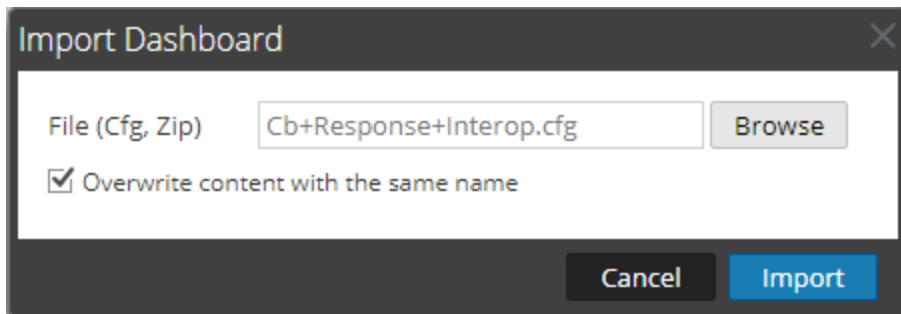 Import Dashboard
File (Cfg, Zip) Cb+Response+Interop.cfg Browse
Overwrite content with the same name
Cancel Import